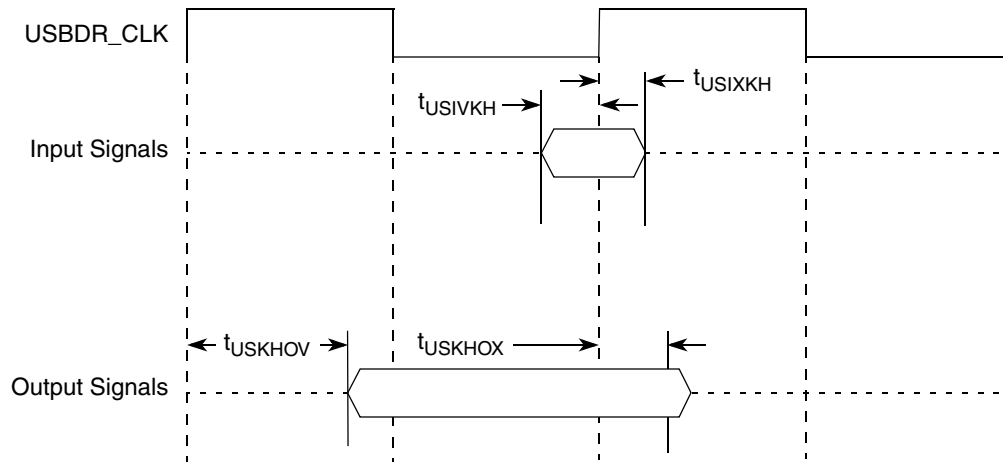 USBDR_CLK
tUSIXKH
tUSIVKH
Input Signals
tUSKHOV
tUSKHOX
Output Signals